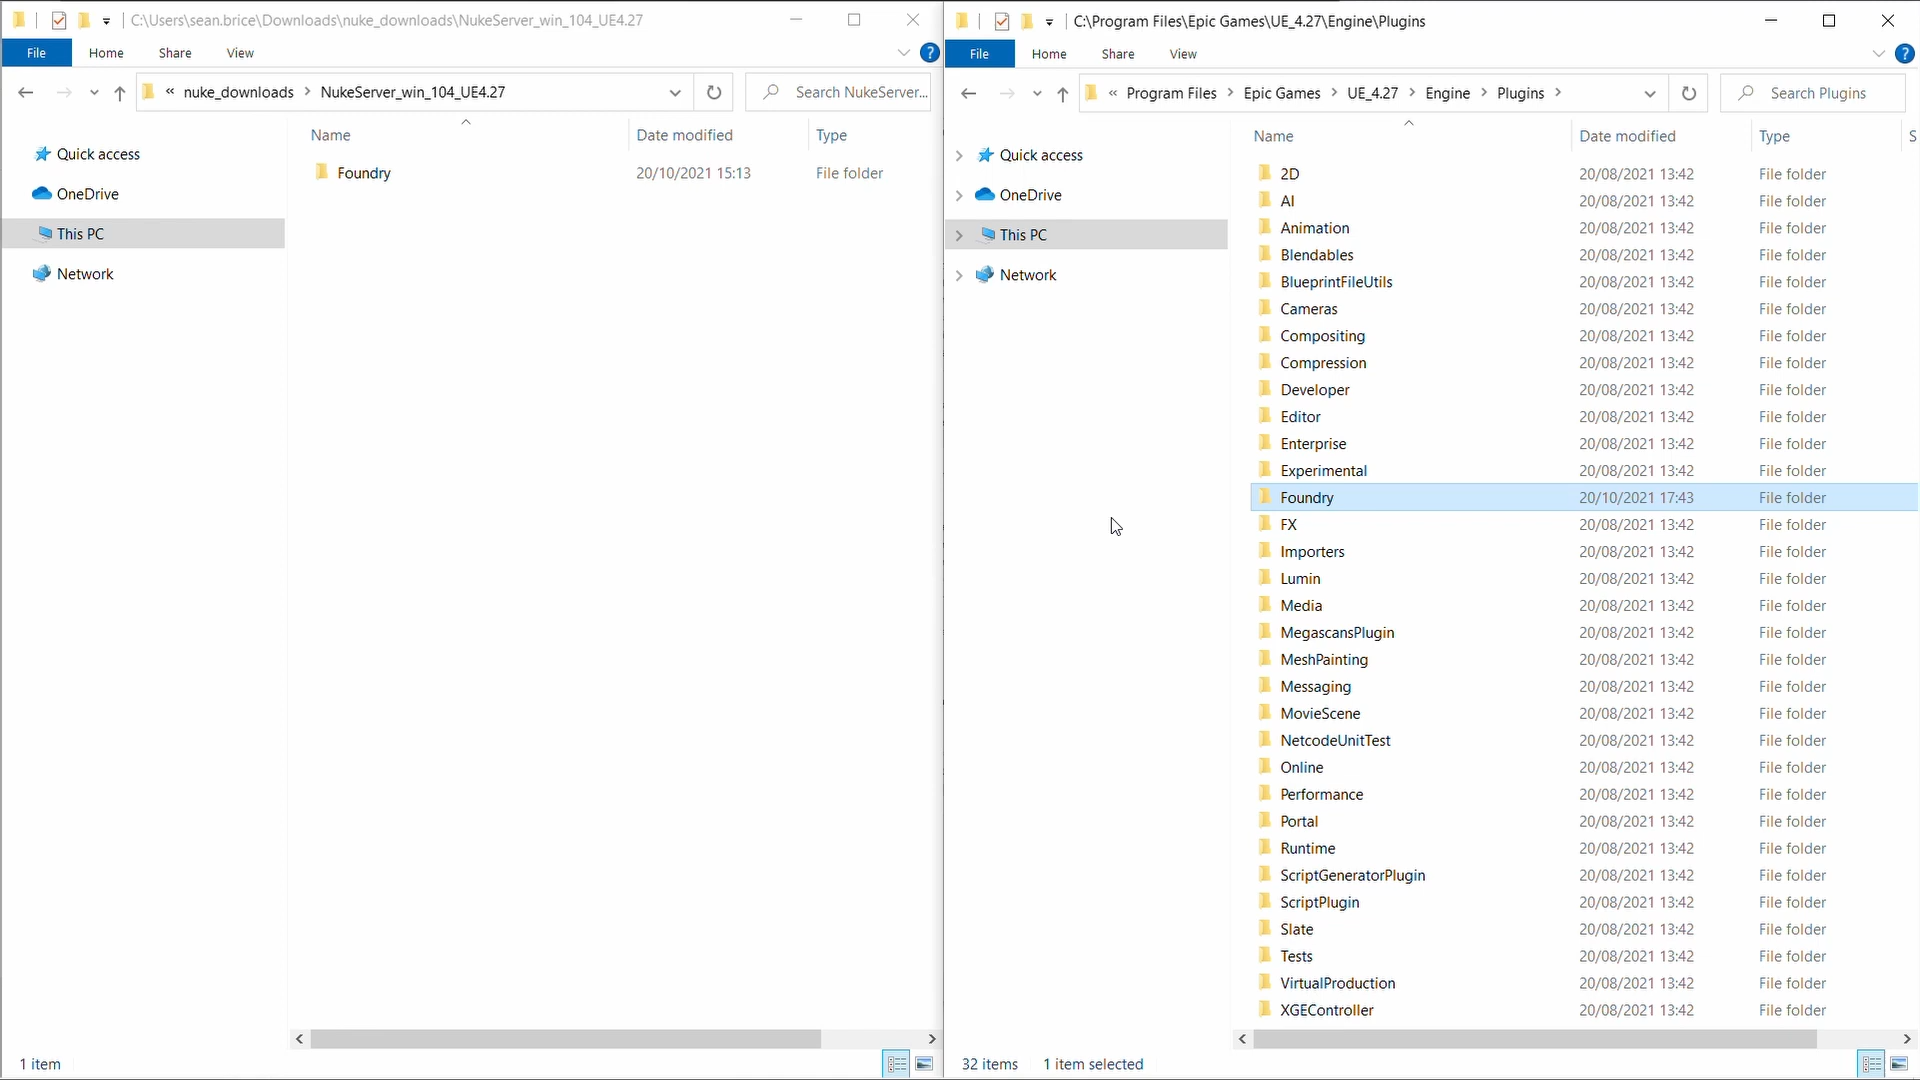 C:\Users\sean.brice\Downloads\nuke_downloads\NukeServer_win_104_UE4.27
File Home Share View
« nuke_downloads > NukeServer_win_104_UE4.27
Search NukeServer...
Name Date modified Type
Quick access
OneDrive
This PC
Network
Foundry 20/10/2021 15:13 File folder
1 item
C:\Program Files\Epic Games\UE_4.27\Engine\Plugins
File Home Share View
« Program Files > Epic Games > UE_4.27 > Engine > Plugins >
Search Plugins
Name Date modified Type S
Quick access
OneDrive
This PC
Network
2D 20/08/2021 13:42 File folder
AI 20/08/2021 13:42 File folder
Animation 20/08/2021 13:42 File folder
Blendables 20/08/2021 13:42 File folder
BlueprintFileUtils 20/08/2021 13:42 File folder
Cameras 20/08/2021 13:42 File folder
Compositing 20/08/2021 13:42 File folder
Compression 20/08/2021 13:42 File folder
Developer 20/08/2021 13:42 File folder
Editor 20/08/2021 13:42 File folder
Enterprise 20/08/2021 13:42 File folder
Experimental 20/08/2021 13:42 File folder
Foundry 20/10/2021 17:43 File folder
FX 20/08/2021 13:42 File folder
Importers 20/08/2021 13:42 File folder
Lumin 20/08/2021 13:42 File folder
Media 20/08/2021 13:42 File folder
MegascansPlugin 20/08/2021 13:42 File folder
MeshPainting 20/08/2021 13:42 File folder
Messaging 20/08/2021 13:42 File folder
MovieScene 20/08/2021 13:42 File folder
NetcodeUnitTest 20/08/2021 13:42 File folder
Online 20/08/2021 13:42 File folder
Performance 20/08/2021 13:42 File folder
Portal 20/08/2021 13:42 File folder
Runtime 20/08/2021 13:42 File folder
ScriptGeneratorPlugin 20/08/2021 13:42 File folder
ScriptPlugin 20/08/2021 13:42 File folder
Slate 20/08/2021 13:42 File folder
Tests 20/08/2021 13:42 File folder
VirtualProduction 20/08/2021 13:42 File folder
XGEController 20/08/2021 13:42 File folder
32 items 1 item selected